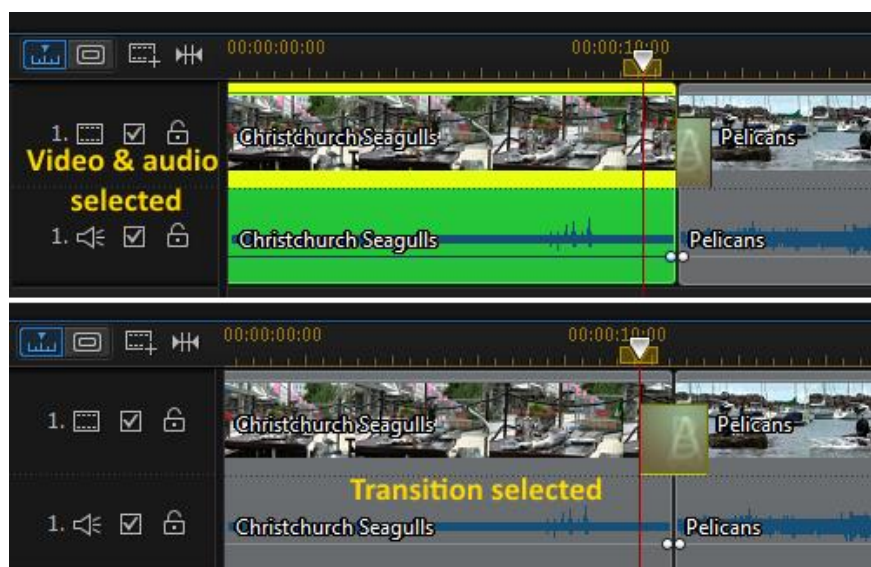 00:00:00:00 00:00:10:00
1.
Christchurch Seagulls Pelicans
Video & audio
selected
1.
Christchurch Seagulls Pelicans
00:00:00:00 00:00:10:00
1.
Christchurch Seagulls Pelicans
Transition selected
1.
Christchurch Seagulls Pelicans